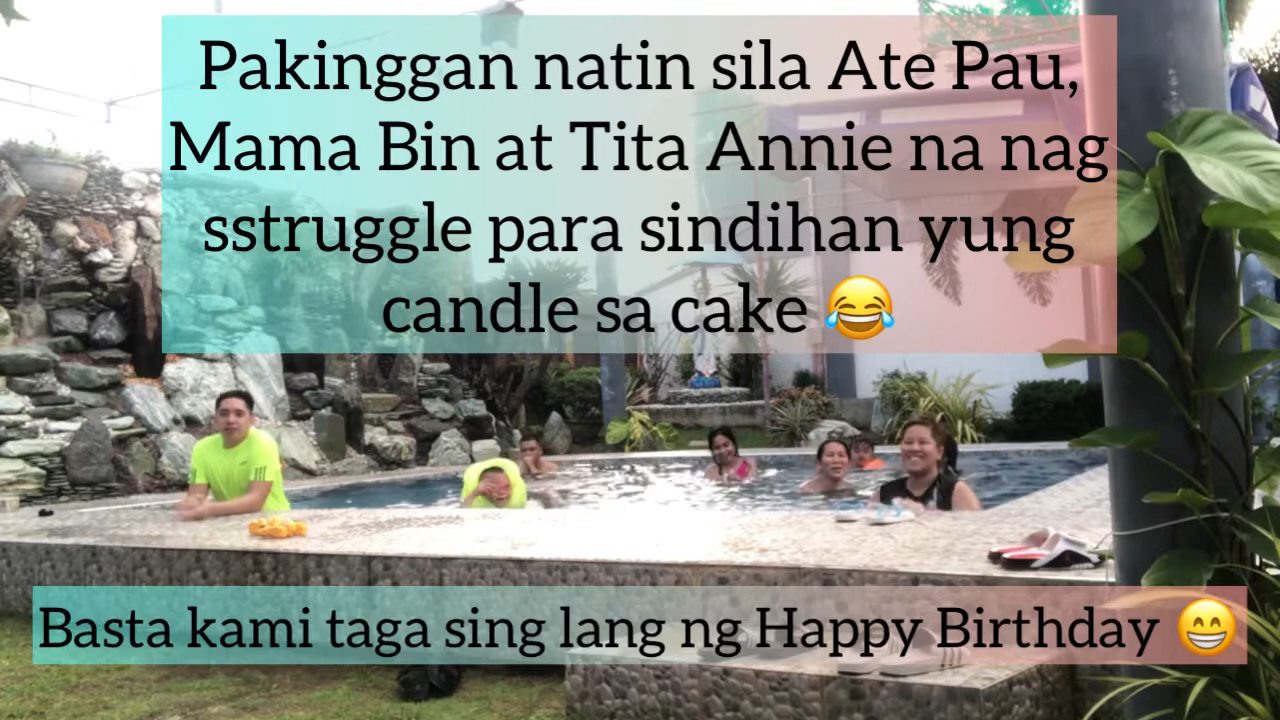 Pakinggan natin sila Ate Pau,
Mama Bin at Tita Annie na nag
sstruggle para sindihan yung
candle sa cake 😂
Basta kami taga sing lang ng Happy Birthday 😁